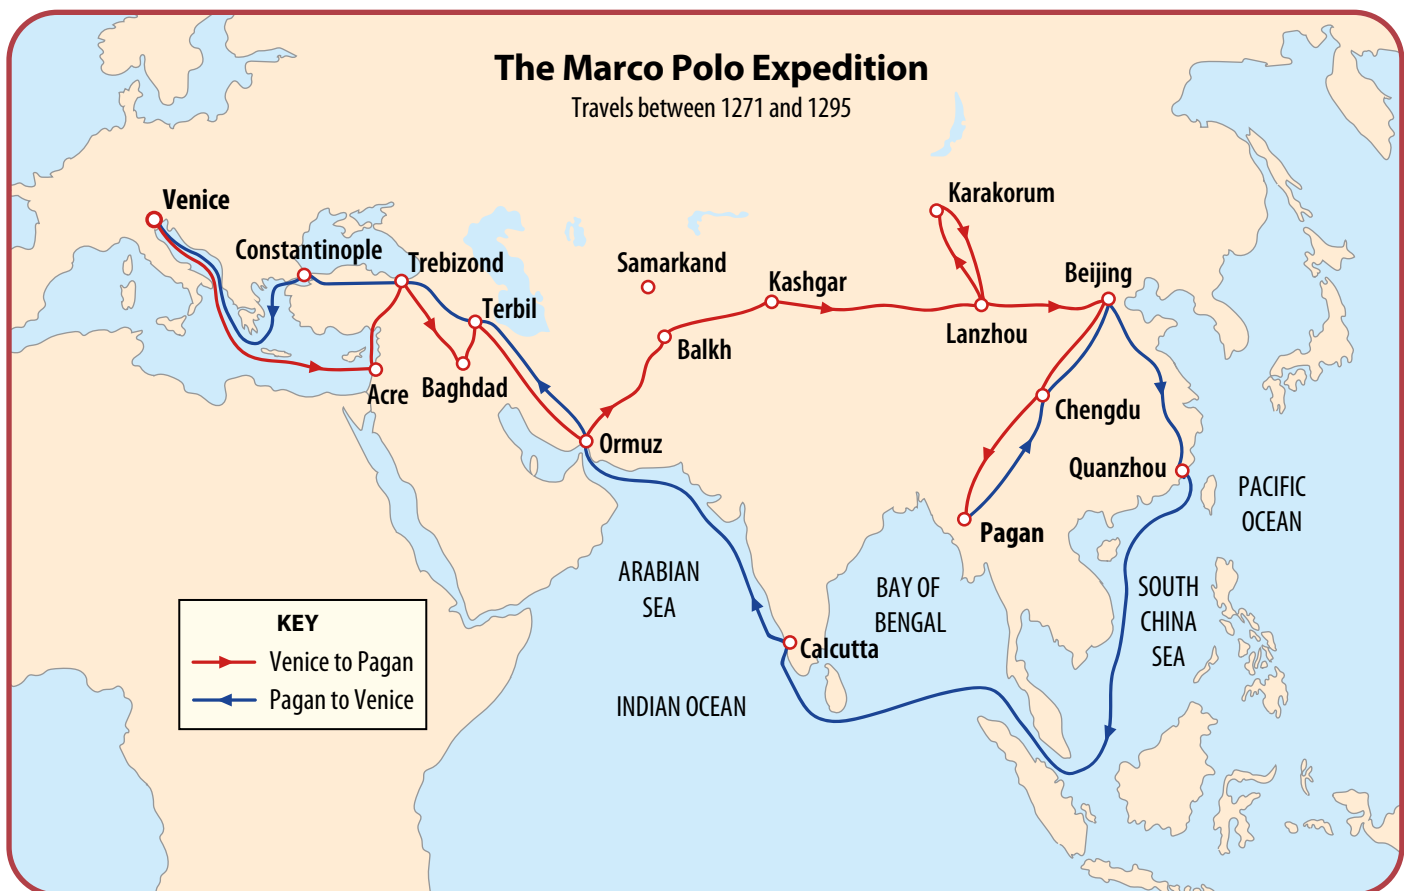 The Marco Polo Expedition
Travels between 1271 and 1295
Venice
Constantinople
Trebizond
Terbil
Baghdad
Acre
Samarkand
Kashgar
Balkh
Ormuz
Karakorum
Lanzhou
Beijing
Chengdu
Quanzhou
Pagan
Calcutta
PACIFIC
OCEAN
ARABIAN
SEA
BAY OF
BENGAL
SOUTH
CHINA
SEA
INDIAN OCEAN
KEY
Venice to Pagan
Pagan to Venice